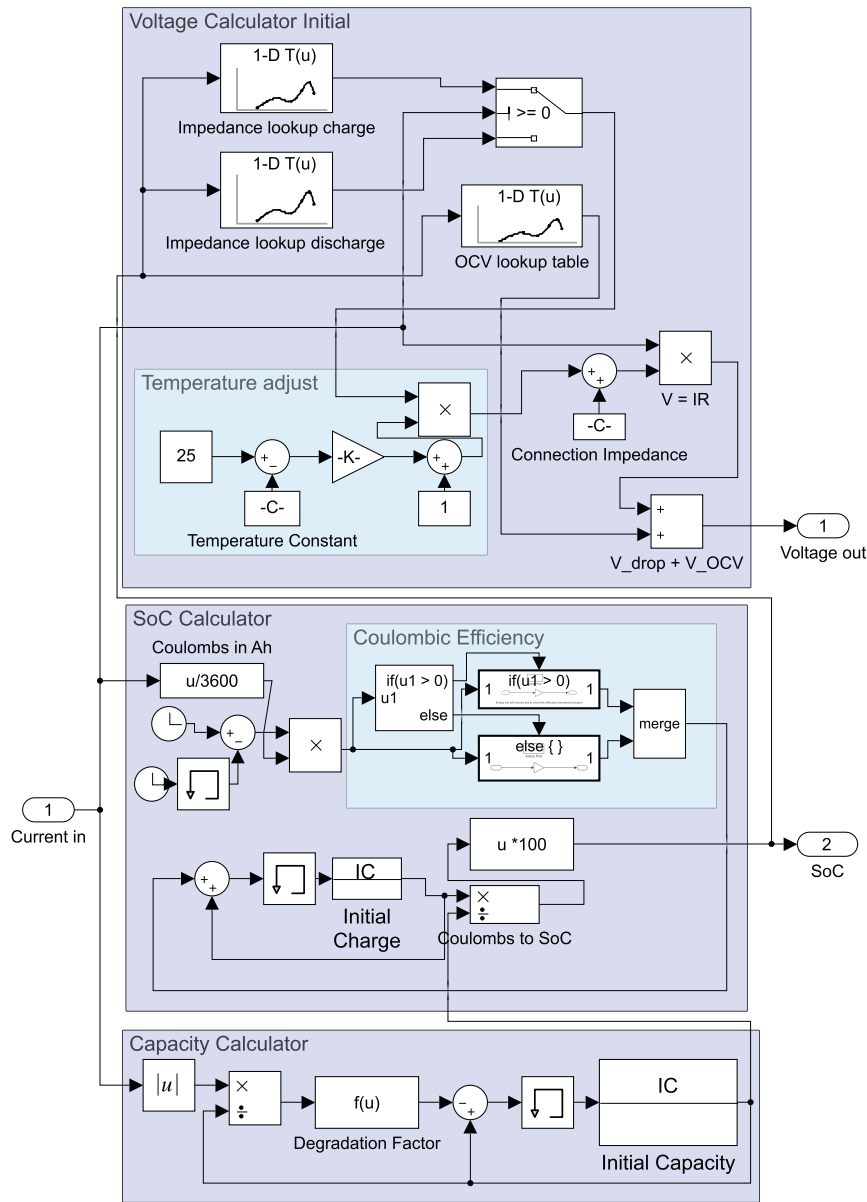 Voltage Calculator Initial
1-D T(u)
Impedance lookup charge
I >= 0
1-D T(u)
Impedance lookup discharge
1-D T(u)
OCV lookup table
×
V = IR
Temperature adjust
×
+
+
-C-
Connection Impedance
25
+
−
-K-
+
+
-C-
1
Temperature Constant
+
+
V_drop + V_OCV
1
Voltage out
SoC Calculator
Coulombs in Ah
u/3600
Coulombic Efficiency
if(u1 > 0)
u1
else
1
if(u1 > 0)
1
1
else { }
1
merge
+
−
×
1
Current in
u *100
2
SoC
+
+
IC
Initial
Charge
×
÷
Coulombs to SoC
Capacity Calculator
|u|
×
÷
f(u)
Degradation Factor
−
+
IC
Initial Capacity